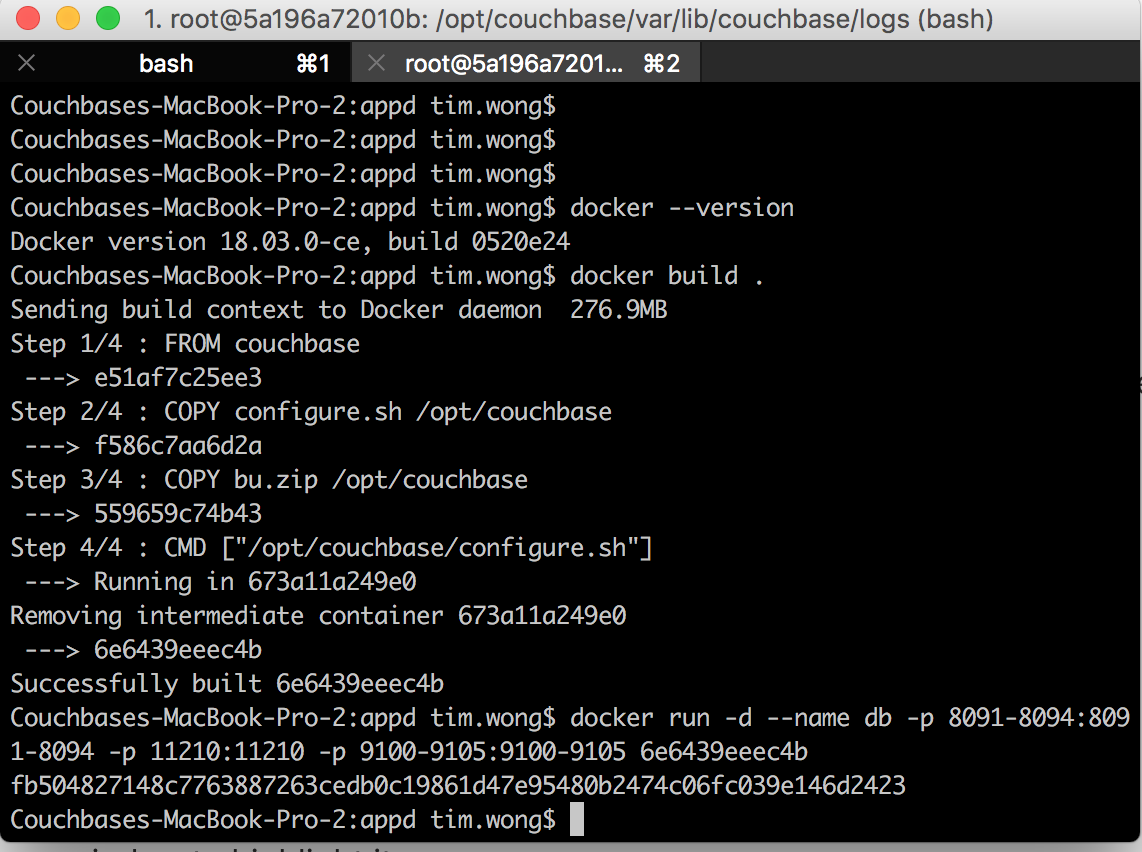 1. root@5a196a72010b: /opt/couchbase/var/lib/couchbase/logs (bash)
bash ⌘1 root@5a196a7201... ⌘2
Couchbases-MacBook-Pro-2:appd tim.wong$
Couchbases-MacBook-Pro-2:appd tim.wong$
Couchbases-MacBook-Pro-2:appd tim.wong$
Couchbases-MacBook-Pro-2:appd tim.wong$ docker --version
Docker version 18.03.0-ce, build 0520e24
Couchbases-MacBook-Pro-2:appd tim.wong$ docker build .
Sending build context to Docker daemon  276.9MB
Step 1/4 : FROM couchbase
 ---> e51af7c25ee3
Step 2/4 : COPY configure.sh /opt/couchbase
 ---> f586c7aa6d2a
Step 3/4 : COPY bu.zip /opt/couchbase
 ---> 559659c74b43
Step 4/4 : CMD ["/opt/couchbase/configure.sh"]
 ---> Running in 673a11a249e0
Removing intermediate container 673a11a249e0
 ---> 6e6439eeec4b
Successfully built 6e6439eeec4b
Couchbases-MacBook-Pro-2:appd tim.wong$ docker run -d --name db -p 8091-8094:809
1-8094 -p 11210:11210 -p 9100-9105:9100-9105 6e6439eeec4b
fb504827148c7763887263cedb0c19861d47e95480b2474c06fc039e146d2423
Couchbases-MacBook-Pro-2:appd tim.wong$